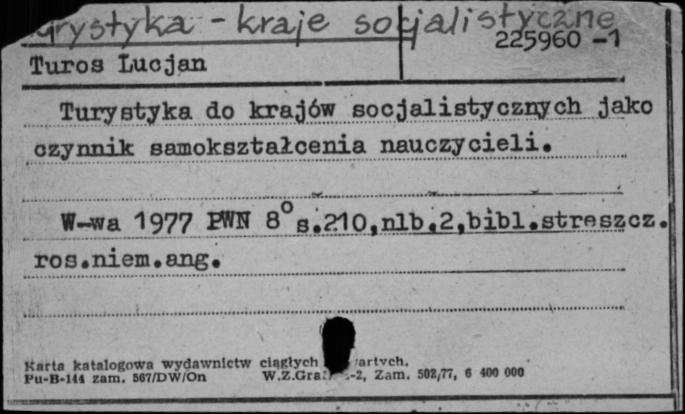 Turystyka - kraje socjalistyczne
225960 -1
Turos Lucjan
Turystyka do krajów socjalistycznych jako
czynnik samokształcenia nauczycieli.
W-wa 1977 PWN 8° s.210,nlb.2,bibl.streszcz.
ros.niem.ang.
Karta katalogowa wydawnictw ciągłych
Pu-B-144 zam. 567/DW/On W.Z.Graf. -2, Zam. 502/77, 6 400 000